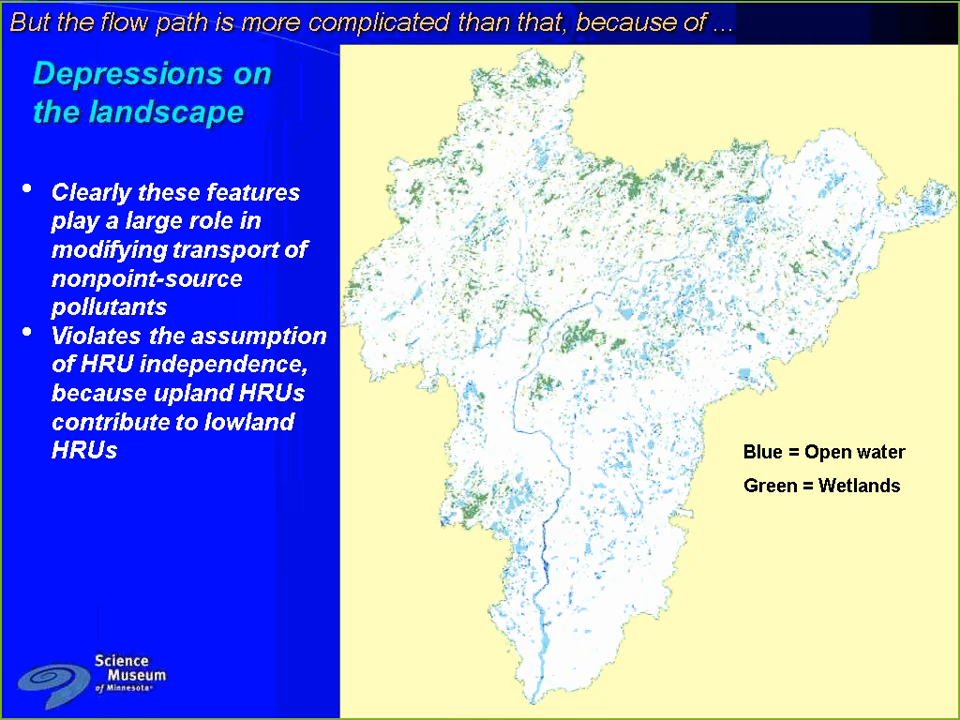 But the flow path is more complicated than that, because of ...
Depressions on
the landscape
• Clearly these features
play a large role in
modifying transport of
nonpoint-source
pollutants
• Violates the assumption
of HRU independence,
because upland HRUs
contribute to lowland
HRUs
Blue = Open water
Green = Wetlands
Science
Museum
of Minnesota®